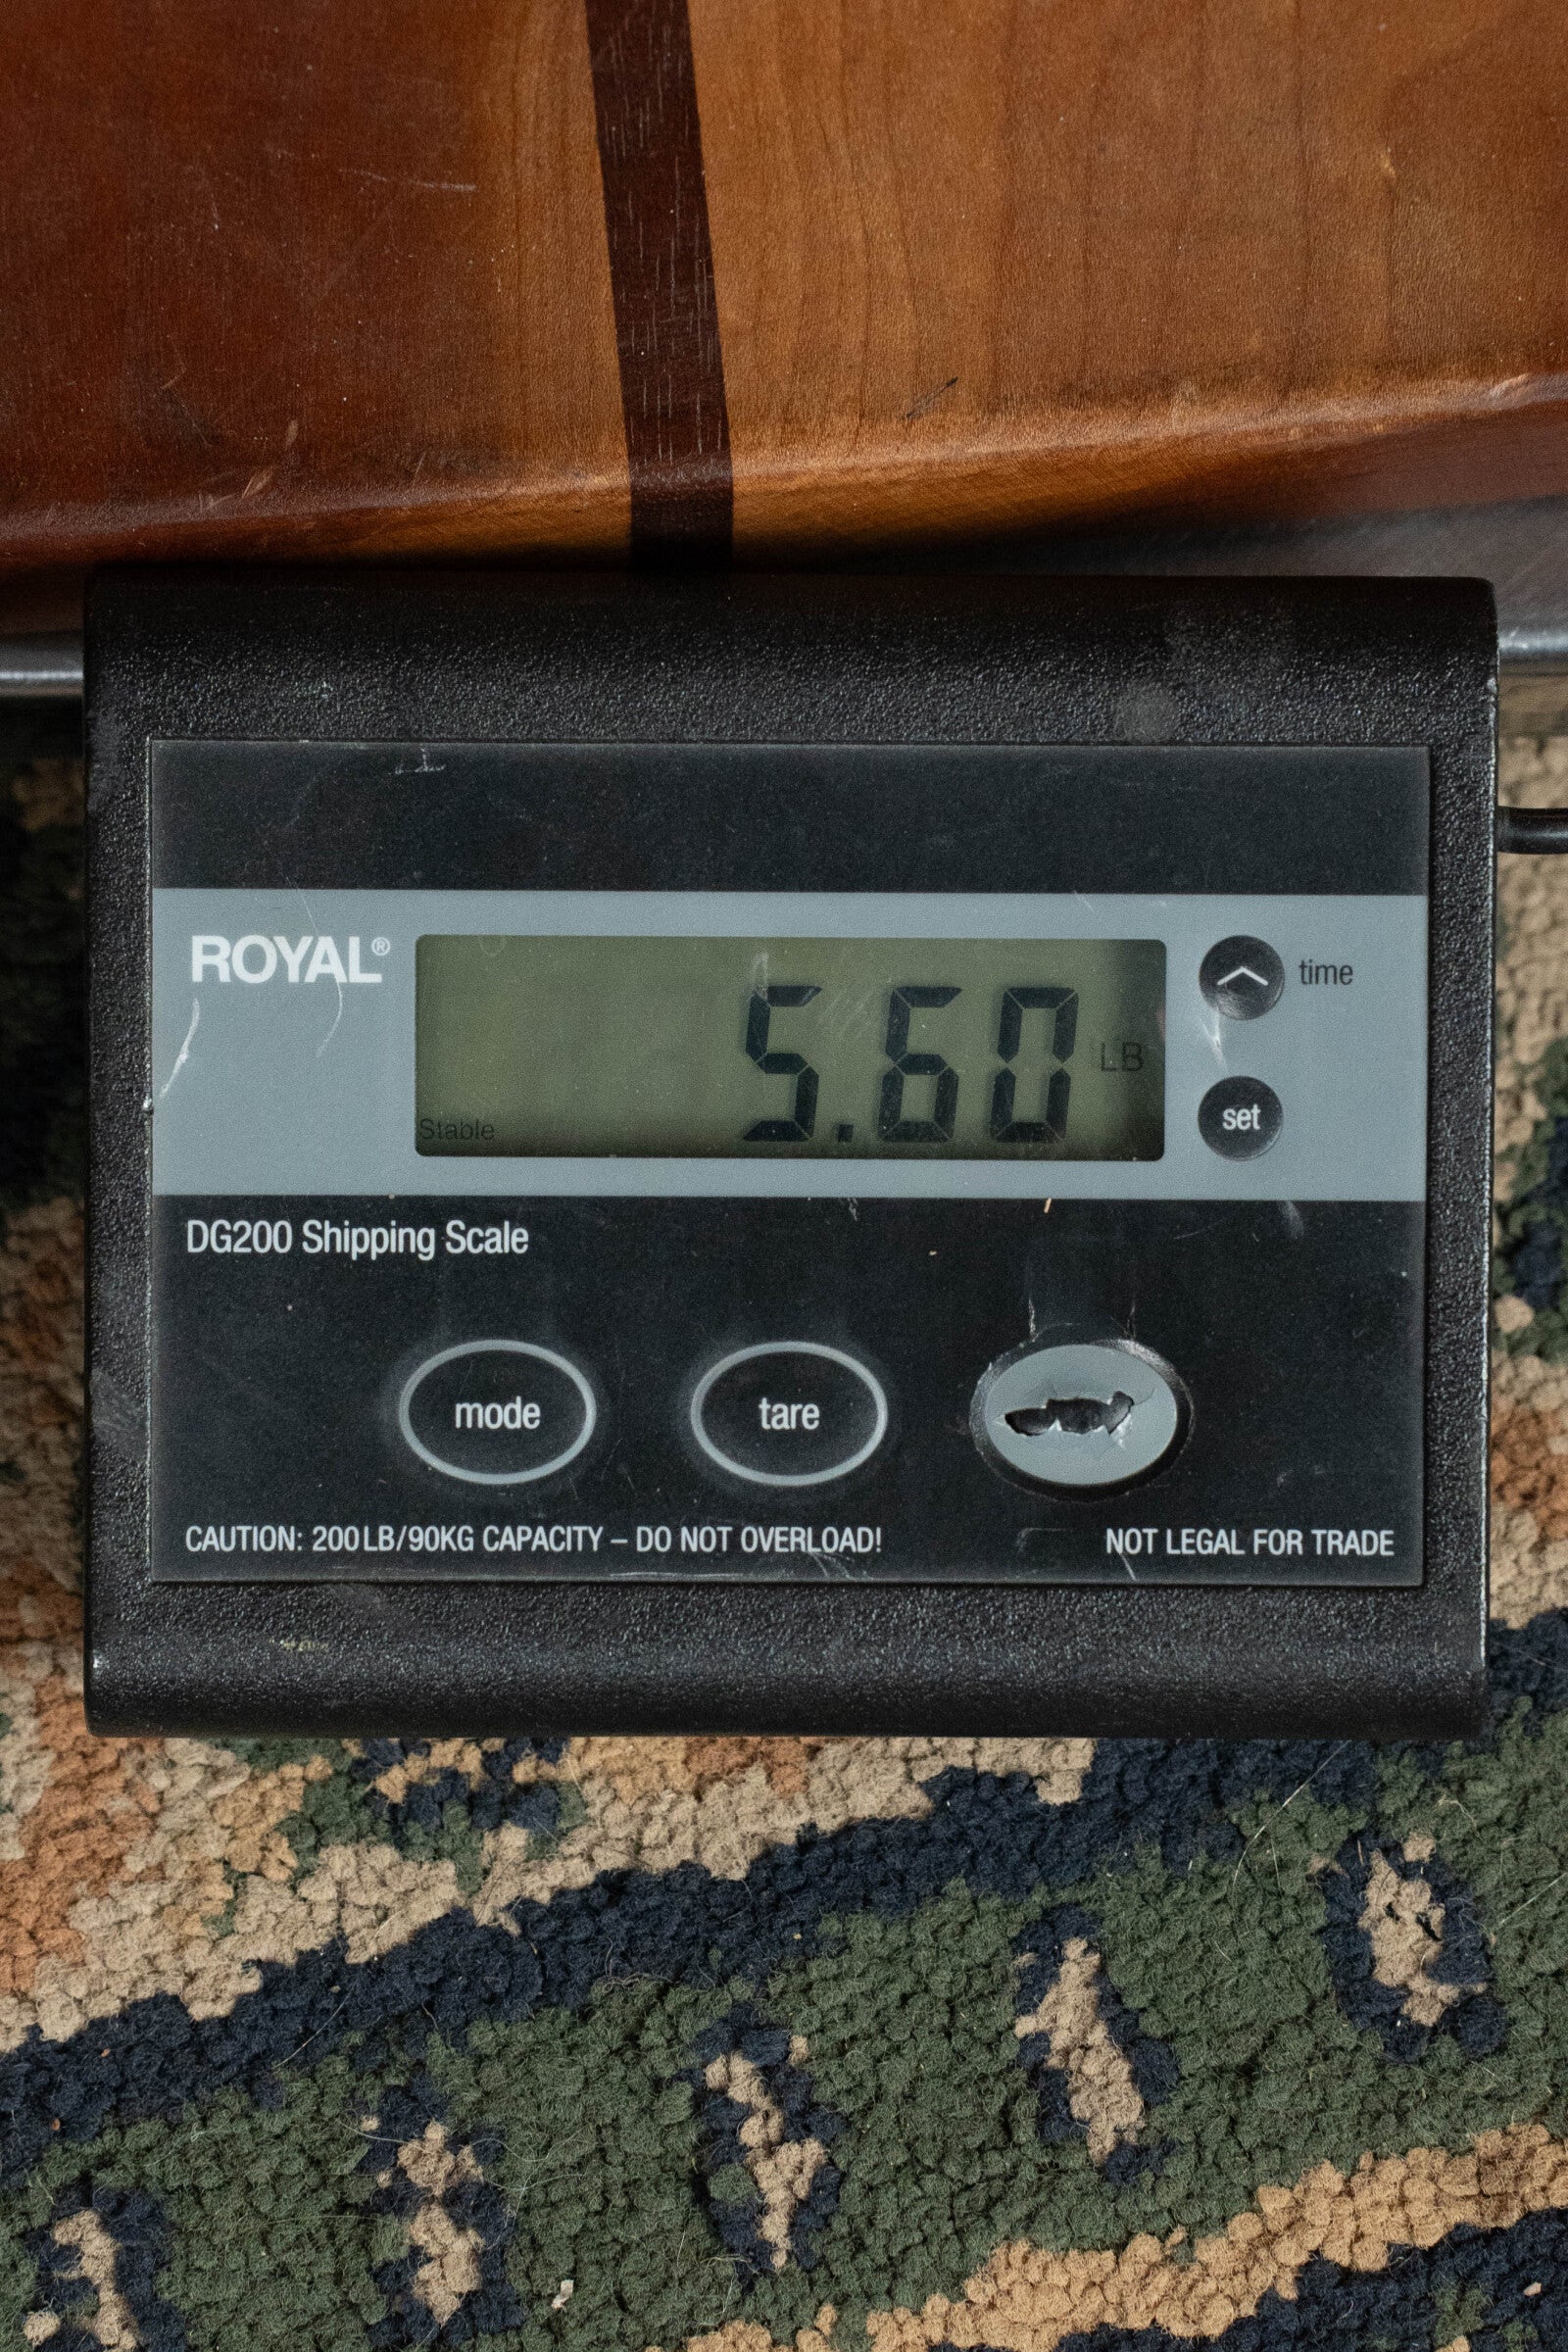 ROYAL®
5.60 LB
Stable
time
set
DG200 Shipping Scale
mode
tare
CAUTION: 200LB/90KG CAPACITY – DO NOT OVERLOAD!
NOT LEGAL FOR TRADE